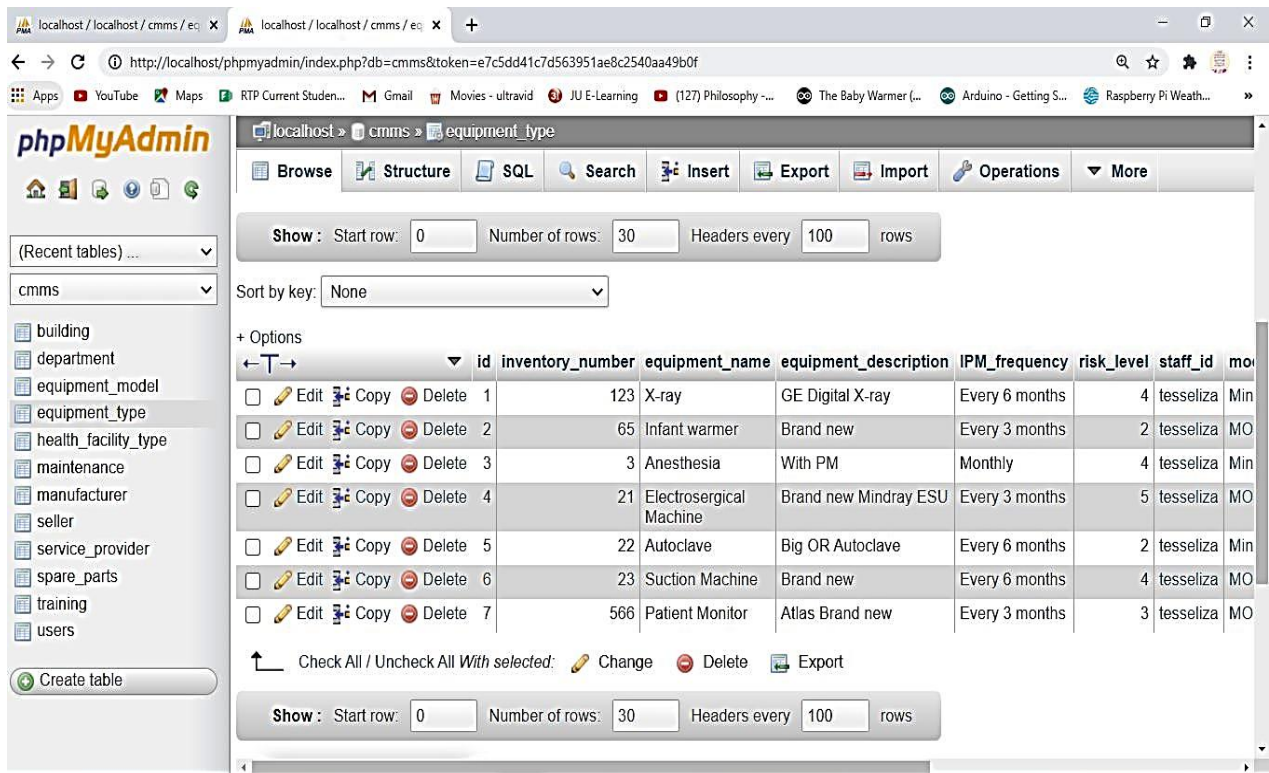 localhost / localhost / cmms / eq
localhost / localhost / cmms / eq
http://localhost/phpmyadmin/index.php?db=cmms&token=e7c5dd41c7d563951ae8c2540aa49b0f
Apps YouTube Maps RTP Current Studen... Gmail Movies - ultravid JU E-Learning (127) Philosophy -... The Baby Warmer (... Arduino - Getting S... Raspberry Pi Weath... »
phpMyAdmin
(Recent tables) ...
cmms
building
department
equipment_model
equipment_type
health_facility_type
maintenance
manufacturer
seller
service_provider
spare_parts
training
users
Create table
localhost » cmms » equipment_type
Browse Structure SQL Search Insert Export Import Operations More
Show : Start row: 0 Number of rows: 30 Headers every 100 rows
Sort by key: None
+ Options
←T→ id inventory_number equipment_name equipment_description IPM_frequency risk_level staff_id mo
Edit Copy Delete 1 123 X-ray GE Digital X-ray Every 6 months 4 tesseliza Min
Edit Copy Delete 2 65 Infant warmer Brand new Every 3 months 2 tesseliza MO
Edit Copy Delete 3 3 Anesthesia With PM Monthly 4 tesseliza Min
Edit Copy Delete 4 21 Electrosergical Brand new Mindray ESU Every 3 months 5 tesseliza MO
Machine
Edit Copy Delete 5 22 Autoclave Big OR Autoclave Every 6 months 2 tesseliza Min
Edit Copy Delete 6 23 Suction Machine Brand new Every 6 months 4 tesseliza MO
Edit Copy Delete 7 566 Patient Monitor Atlas Brand new Every 3 months 3 tesseliza MO
Check All / Uncheck All With selected: Change Delete Export
Show : Start row: 0 Number of rows: 30 Headers every 100 rows